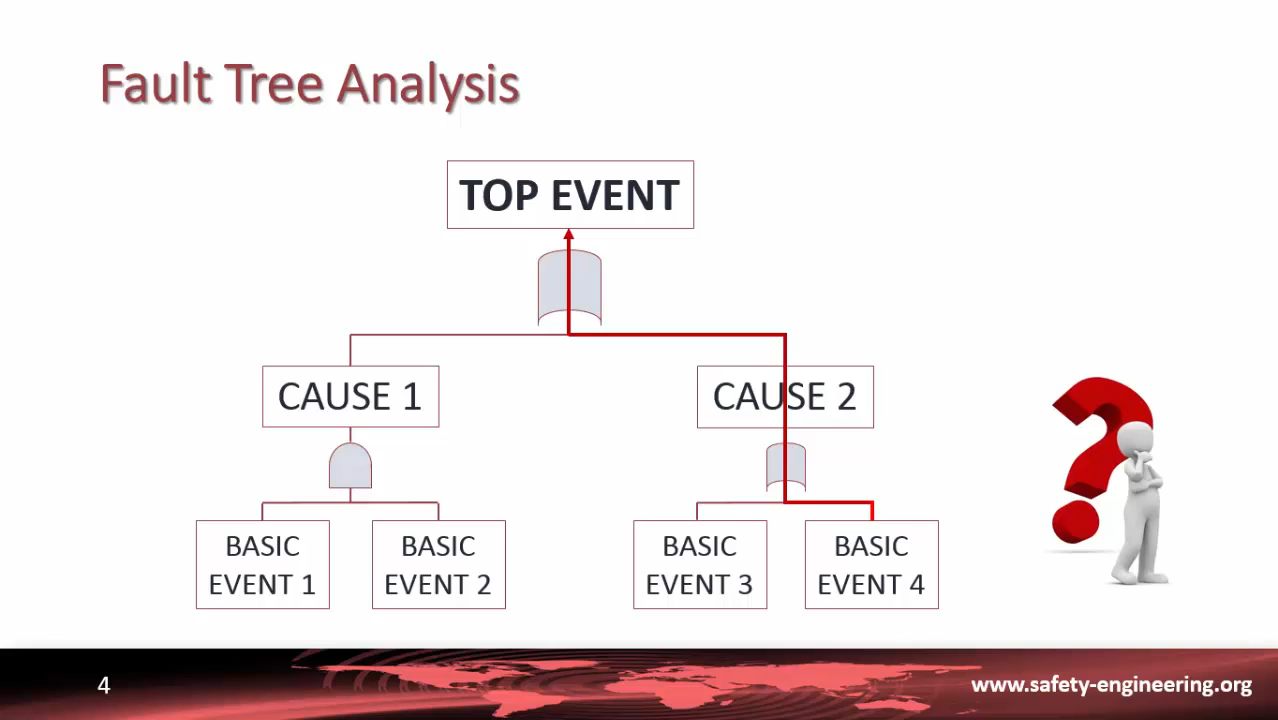 Fault Tree Analysis
TOP EVENT
CAUSE 1
CAUSE 2
BASIC
EVENT 1
BASIC
EVENT 2
BASIC
EVENT 3
BASIC
EVENT 4
4
www.safety-engineering.org